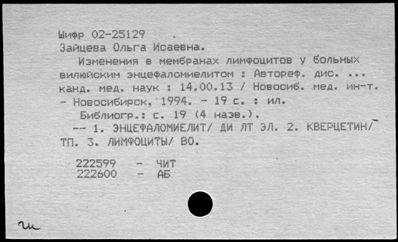 Шифр 02-25129
Зайцева Ольга Исаевна.
Изменения в мембранах лимфоцитов у больных
вилюйским энцефаломиелитом : Автореф. дис. ...
канд. мед. наук : 14.00.13 / Новосиб. мед. ин-т.
- Новосибирск, 1994. - 19 с. : ил.
Библиогр.: с. 19 (4 назв.).
-- 1. ЭНЦЕФАЛОМИЕЛИТ/ ДИ ЛТ ЭЛ. 2. КВЕРЦЕТИН/
ТП. 3. ЛИМФОЦИТЫ/ ВО.
222599 - ЧИТ
222600 - АБ